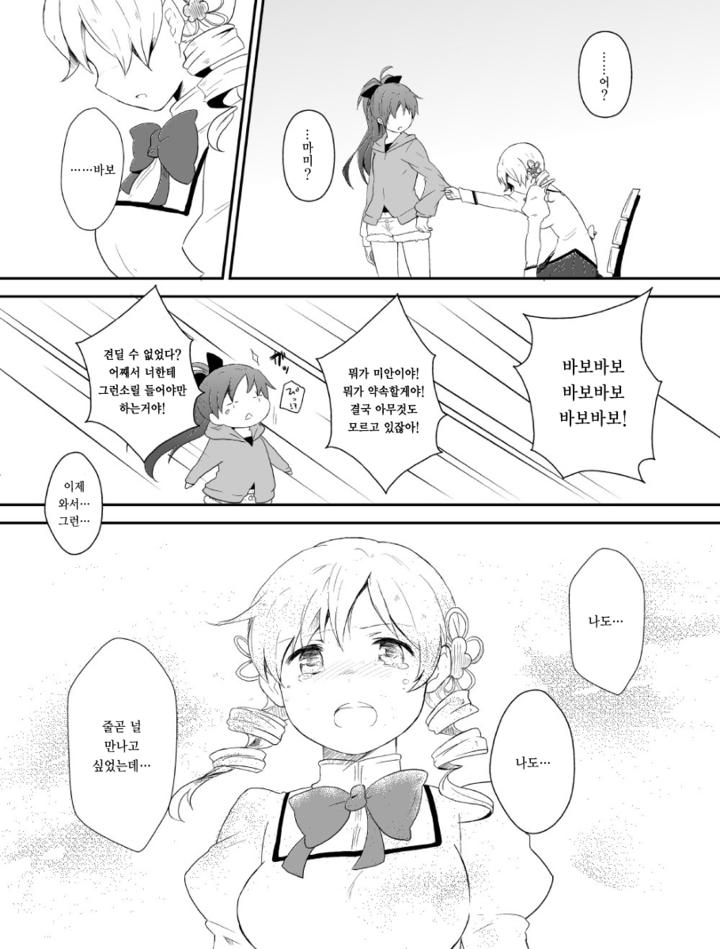 ……어?
…마미?
……바보
바보바보
바보바보
바보바보!
뭐가 미안이야!
뭐가 약속할게야!
결국 아무것도
모르고 있잖아!
견딜 수 없었다?
어째서 너한테
그런소릴 들어야만
하는거야!
이제
와서…
그런…
나도…
나도…
줄곧 널
만나고
싶었는데…